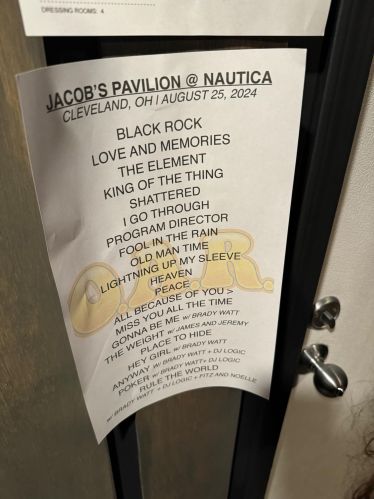 DRESSING ROOMS: 4
JACOB'S PAVILION @ NAUTICA
CLEVELAND, OH | AUGUST 25, 2024
BLACK ROCK
LOVE AND MEMORIES
THE ELEMENT
KING OF THE THING
SHATTERED
I GO THROUGH
PROGRAM DIRECTOR
FOOL IN THE RAIN
OLD MAN TIME
LIGHTNING UP MY SLEEVE
HEAVEN
PEACE
O.A.R.
ALL BECAUSE OF YOU >
MISS YOU ALL THE TIME
GONNA BE ME w/ BRADY WATT
THE WEIGHT w/ JAMES AND JEREMY
PLACE TO HIDE
HEY GIRL w/ BRADY WATT
ANYWAY w/ BRADY WATT + DJ LOGIC
POKER w/ BRADY WATT+ DJ LOGIC
RULE THE WORLD
w/ BRADY WATT + DJ LOGIC + FITZ AND NOELLE